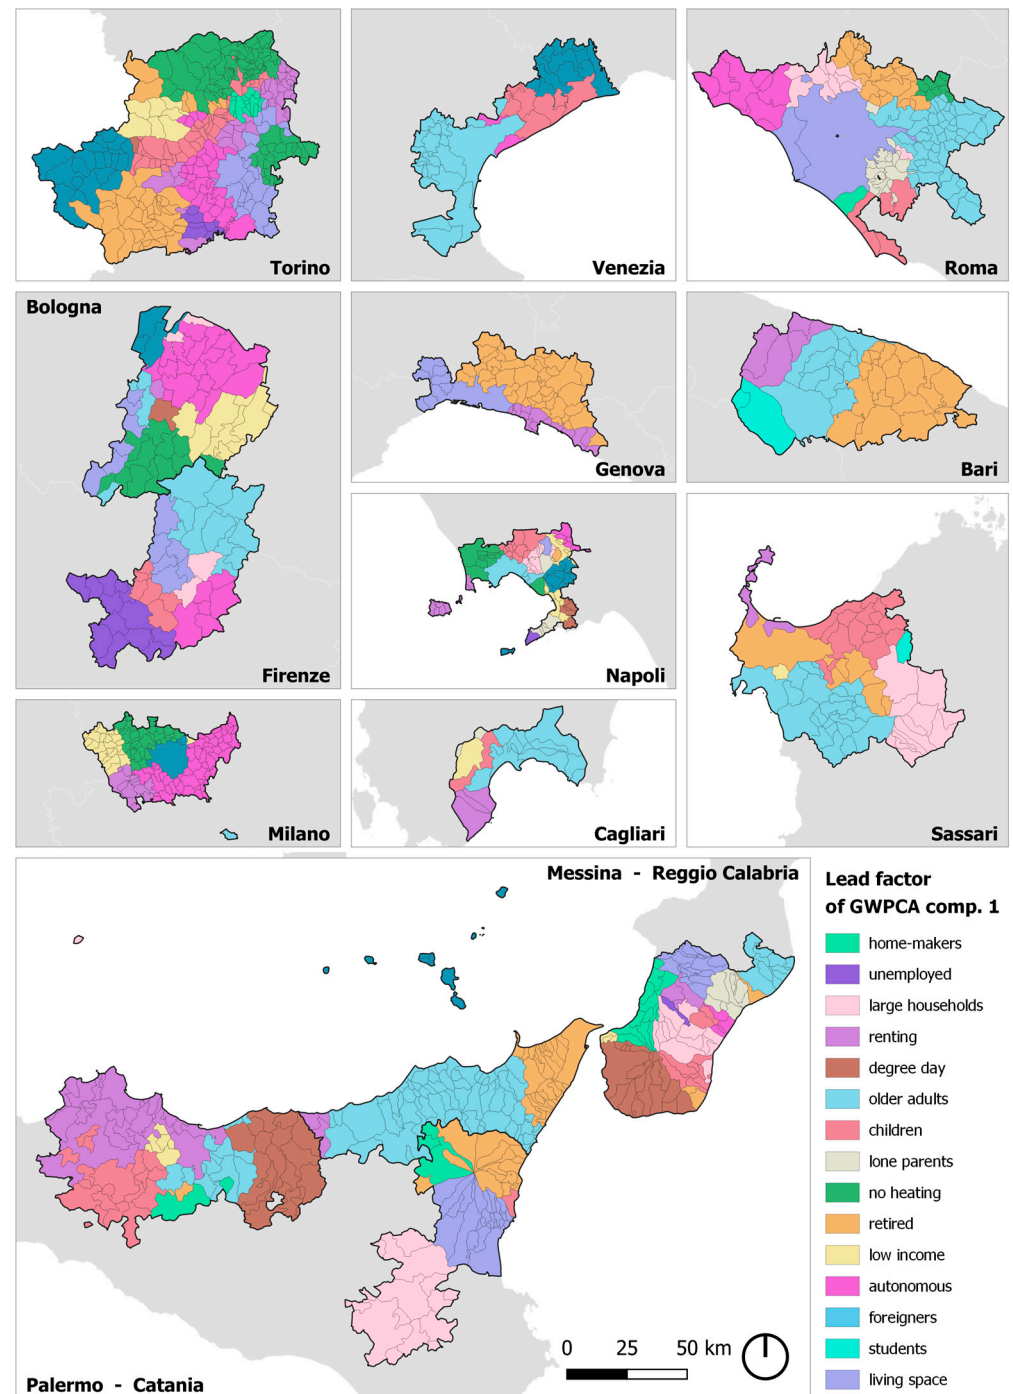 Torino
Venezia
Roma
Bologna
Firenze
Genova
Bari
Napoli
Milano
Cagliari
Sassari
Messina - Reggio Calabria
Palermo - Catania
0 25 50 km
Lead factor
of GWPCA comp. 1
home-makers
unemployed
large households
renting
degree day
older adults
children
lone parents
no heating
retired
low income
autonomous
foreigners
students
living space